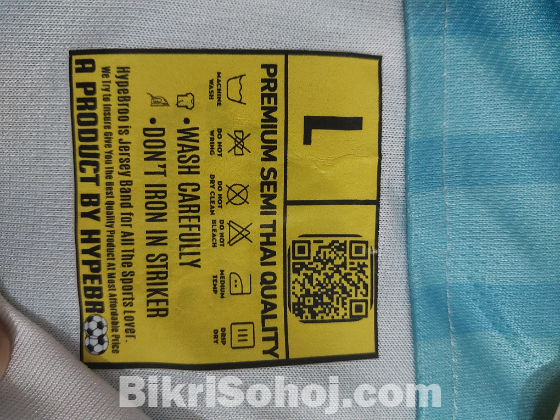 L
PREMIUM SEMI THAI QUALITY
MACHINE WASH
DO NOT WRING
DO NOT DRY CLEAN
DO NOT BLEACH
MEDIUM TEMP
DRIP DRY
• WASH CAREFULLY
• DON'T IRON IN STRIKER
HypeBroo is Jersey Band for All The Sports Lover.
We Try to Insure Give You The Best Quality Product At Most Affordable Price
A PRODUCT BY HYPEBR
BikriSohoj.com